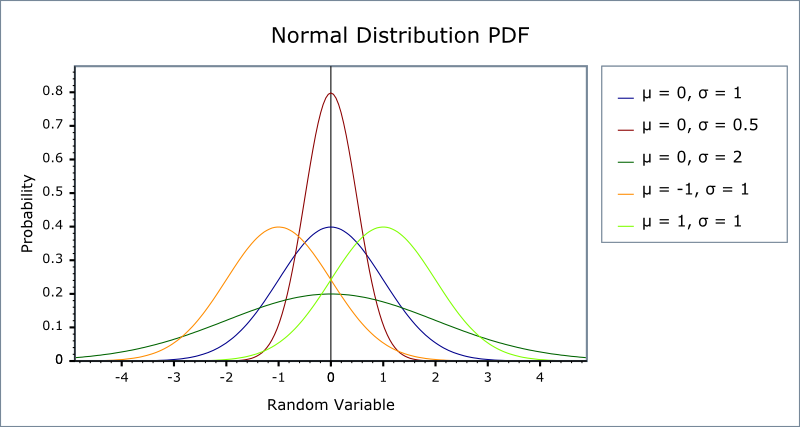 Normal Distribution PDF
μ = 0, σ = 1
μ = 0, σ = 0.5
μ = 0, σ = 2
μ = -1, σ = 1
μ = 1, σ = 1
Probability
0.8
0.7
0.6
0.5
0.4
0.3
0.2
0.1
0
-4 -3 -2 -1 0 1 2 3 4
Random Variable